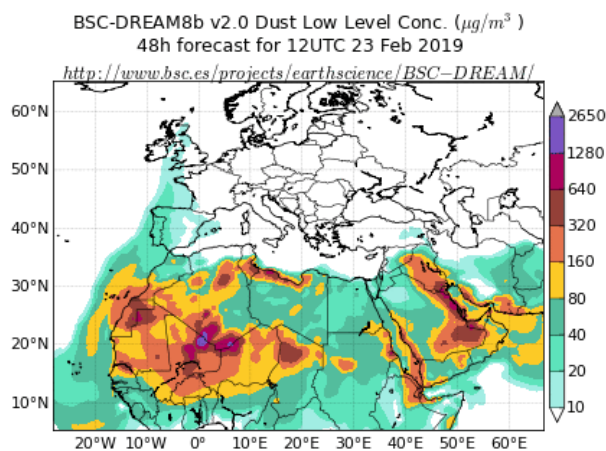 BSC-DREAM8b v2.0 Dust Low Level Conc. (μg/m³ )
48h forecast for 12UTC 23 Feb 2019
http://www.bsc.es/projects/earthscience/BSC−DREAM/
60°N
50°N
40°N
30°N
20°N
10°N
20°W
10°W
0°
10°E
20°E
30°E
40°E
50°E
60°E
2650
1280
640
320
160
80
40
20
10